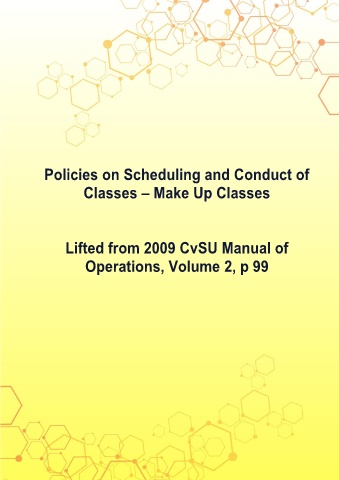 Policies on Scheduling and Conduct of
Classes – Make Up Classes
Lifted from 2009 CvSU Manual of
Operations, Volume 2, p 99